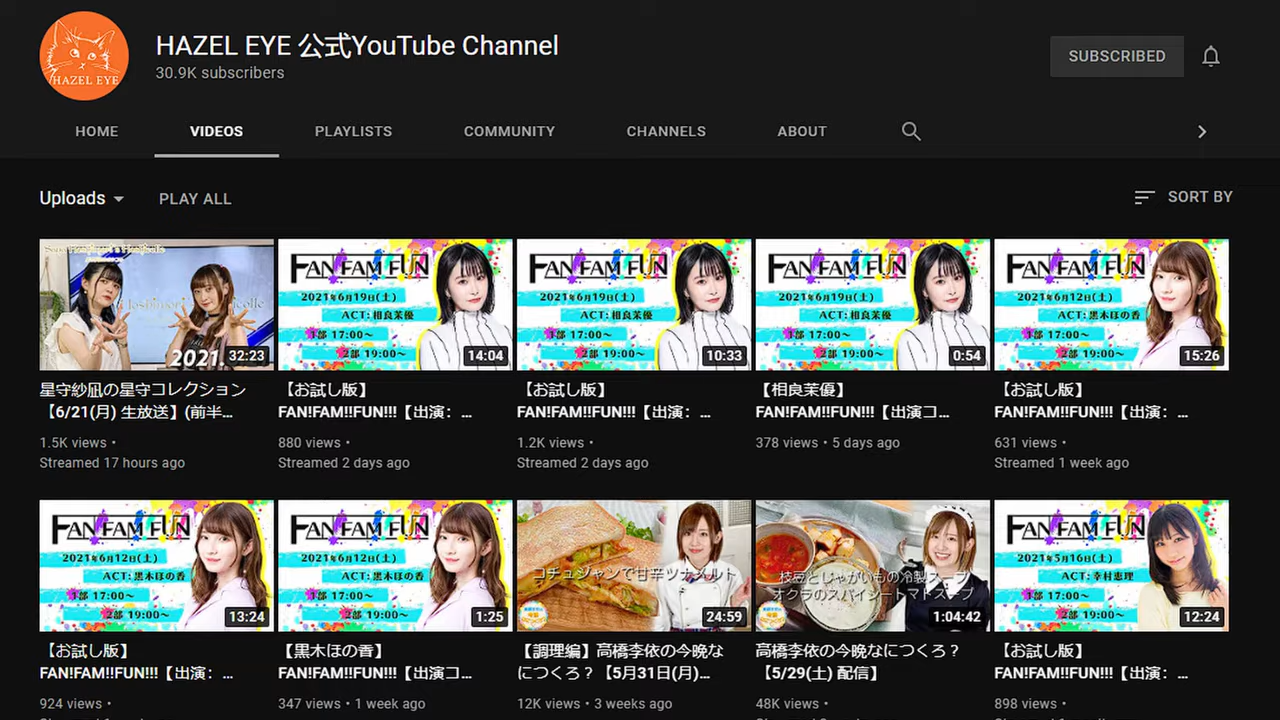 HAZEL EYE
HAZEL EYE 公式YouTube Channel
30.9K subscribers
SUBSCRIBED
HOME VIDEOS PLAYLISTS COMMUNITY CHANNELS ABOUT
Uploads PLAY ALL SORT BY
2021.
32:23
星守紗凪の星守コレクション
【6/21(月) 生放送】(前半...
1.5K views •
Streamed 17 hours ago
FAN!FAM!FUN
2021年6月19日(土)
ACT: 相良茉優
1部 17:00~
2部 19:00~
14:04
【お試し版】
FAN!FAM!!FUN!!!【出演: ...
880 views •
Streamed 2 days ago
FAN!FAM!FUN
2021年6月19日(土)
ACT: 相良茉優
1部 17:00~
2部 19:00~
10:33
【お試し版】
FAN!FAM!!FUN!!!【出演: ...
1.2K views •
Streamed 2 days ago
FAN!FAM!FUN
2021年6月19日(土)
ACT: 相良茉優
1部 17:00~
2部 19:00~
0:54
【相良茉優】
FAN!FAM!!FUN!!!【出演コ...
378 views • 5 days ago
FAN!FAM!FUN
2021年6月12日(土)
ACT: 黒木ほの香
1部 17:00~
2部 19:00~
15:26
【お試し版】
FAN!FAM!!FUN!!!【出演: ...
631 views •
Streamed 1 week ago
FAN!FAM!FUN
2021年6月12日(土)
ACT: 黒木ほの香
1部 17:00~
2部 19:00~
13:24
【お試し版】
FAN!FAM!!FUN!!!【出演: ...
924 views •
FAN!FAM!FUN
2021年6月12日(土)
ACT: 黒木ほの香
1部 17:00~
2部 19:00~
1:25
【黒木ほの香】
FAN!FAM!!FUN!!!【出演コ...
347 views • 1 week ago
コチュジャンで甘辛ツナメルト
24:59
【調理編】高橋李依の今晩な
につくろ?【5月31日(月)...
12K views • 3 weeks ago
枝豆とじゃがいもの冷製スープ
オクラのスパイシートマトスープ
1:04:42
高橋李依の今晩なにつくろ?
【5/29(土) 配信】
48K views •
FAN!FAM!FUN
2021年5月16日(土)
ACT: 幸村恵理
1部 17:00~
2部 19:00~
12:24
【お試し版】
FAN!FAM!!FUN!!!【出演: ...
898 views •